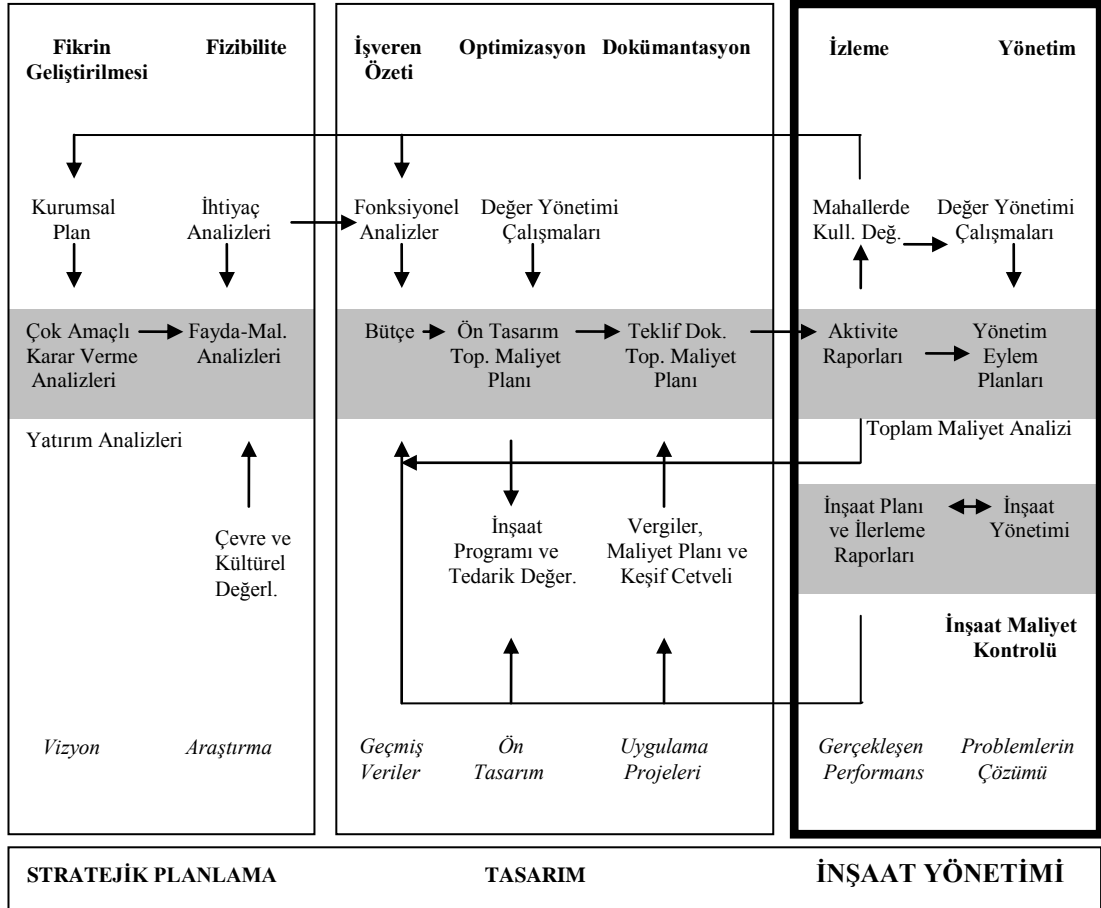 Fikrin
Geliştirilmesi
Fizibilite
İşveren
Özeti
Optimizasyon
Dokümantasyon
İzleme
Yönetim
Kurumsal
Plan
İhtiyaç
Analizleri
Fonksiyonel
Analizler
Değer Yönetimi
Çalışmaları
Mahallerde
Kull. Değ.
Değer Yönetimi
Çalışmaları
Çok Amaçlı
Karar Verme
Analizleri
Fayda-Mal.
Analizleri
Bütçe
Ön Tasarım
Top. Maliyet
Planı
Teklif Dok.
Top. Maliyet
Planı
Aktivite
Raporları
Yönetim
Eylem
Planları
Yatırım Analizleri
Toplam Maliyet Analizi
Çevre ve
Kültürel
Değerl.
İnşaat
Programı ve
Tedarik Değer.
Vergiler,
Maliyet Planı ve
Keşif Cetveli
İnşaat Planı
ve İlerleme
Raporları
İnşaat
Yönetimi
İnşaat Maliyet
Kontrolü
Vizyon
Araştırma
Geçmiş
Veriler
Ön
Tasarım
Uygulama
Projeleri
Gerçekleşen
Performans
Problemlerin
Çözümü
STRATEJİK PLANLAMA
TASARIM
İNŞAAT YÖNETİMİ